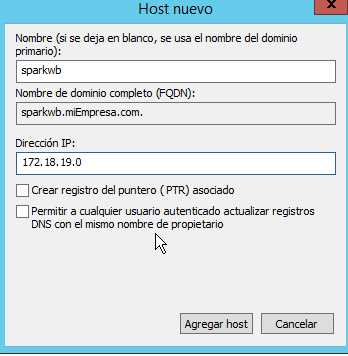 Host nuevo
Nombre (si se deja en blanco, se usa el nombre del dominio
primario):
sparkwb
Nombre de dominio completo (FQDN):
sparkwb.miEmpresa.com.
Dirección IP:
172.18.19.0
Crear registro del puntero (PTR) asociado
Permitir a cualquier usuario autenticado actualizar registros
DNS con el mismo nombre de propietario
Agregar host
Cancelar